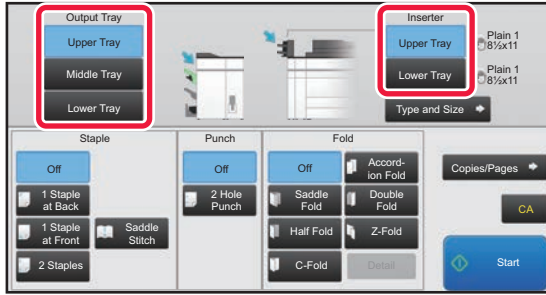 Output Tray
Upper Tray
Middle Tray
Lower Tray
Inserter
Upper Tray
Plain 1
8½x11
Lower Tray
Plain 1
8½x11
Type and Size
Staple
Off
1 Staple
at Back
1 Staple
at Front
Saddle
Stitch
2 Staples
Punch
Off
2 Hole
Punch
Fold
Off
Accord-
ion Fold
Saddle
Fold
Double
Fold
Half Fold
Z-Fold
C-Fold
Detail
Copies/Pages
CA
Start